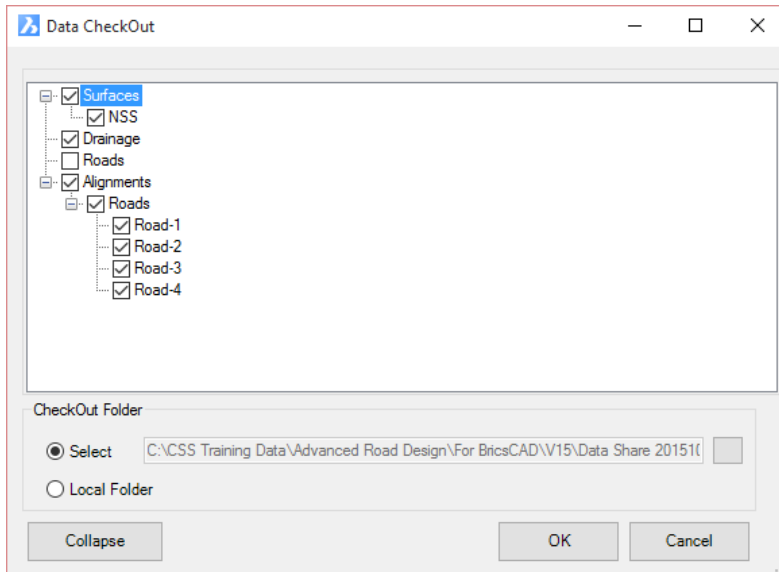 Data CheckOut
Surfaces
NSS
Drainage
Roads
Alignments
Roads
Road-1
Road-2
Road-3
Road-4
CheckOut Folder
Select C:\CSS Training Data\Advanced Road Design\For BricsCAD\V15\Data Share 20151(
Local Folder
Collapse OK Cancel